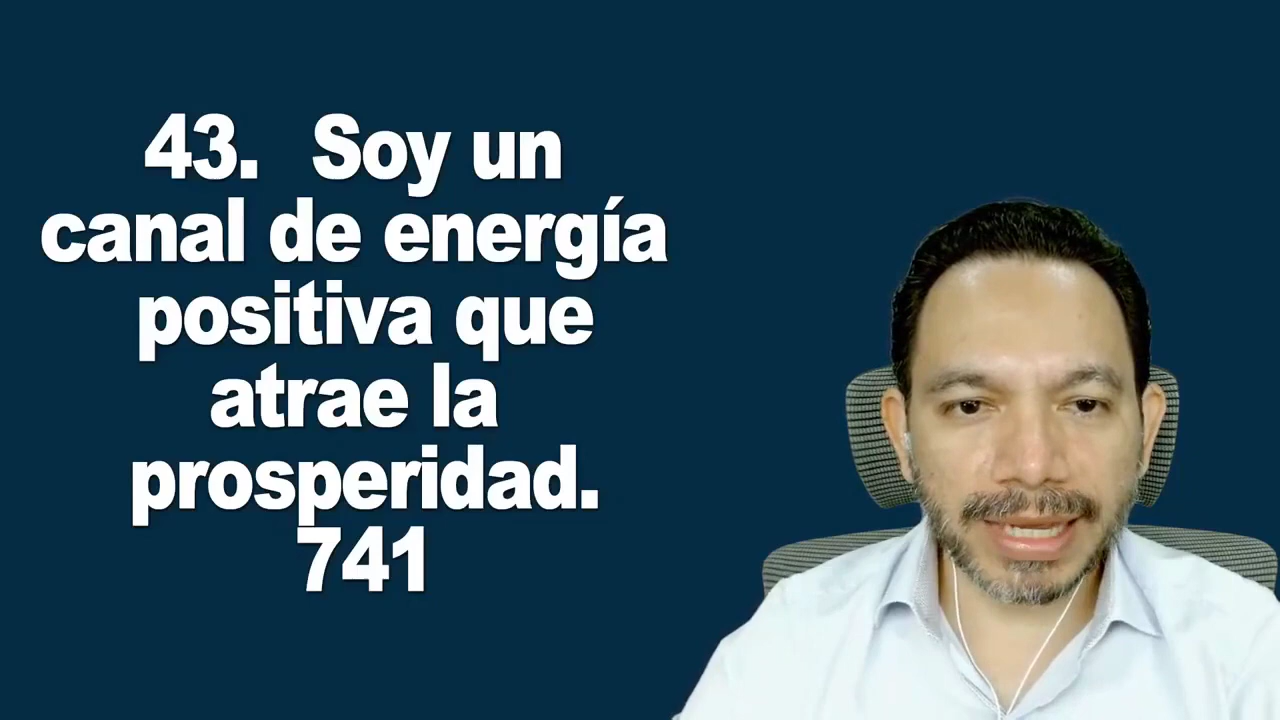 43. Soy un
canal de energía
positiva que
atrae la
prosperidad.
741